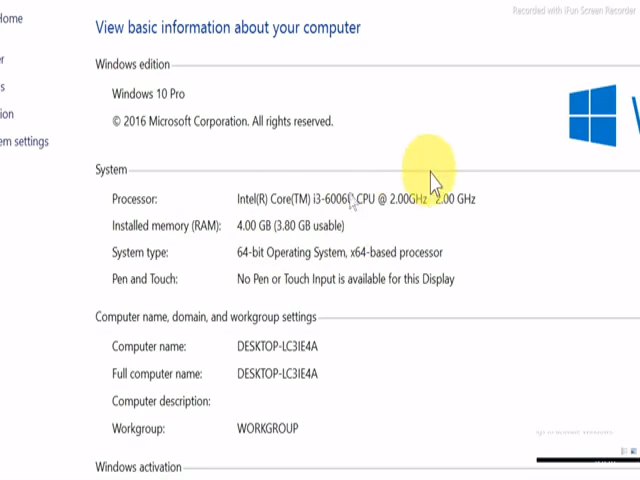 Recorded with iFun Screen Recorder
Home
View basic information about your computer
r
Windows edition
s
Windows 10 Pro
ion
© 2016 Microsoft Corporation. All rights reserved.
em settings
System
Processor: Intel(R) Core(TM) i3-6006 CPU @ 2.00GHz 2.00 GHz
Installed memory (RAM): 4.00 GB (3.80 GB usable)
System type: 64-bit Operating System, x64-based processor
Pen and Touch: No Pen or Touch Input is available for this Display
Computer name, domain, and workgroup settings
Computer name: DESKTOP-LC3IE4A
Full computer name: DESKTOP-LC3IE4A
Computer description:
Workgroup: WORKGROUP
Windows activation